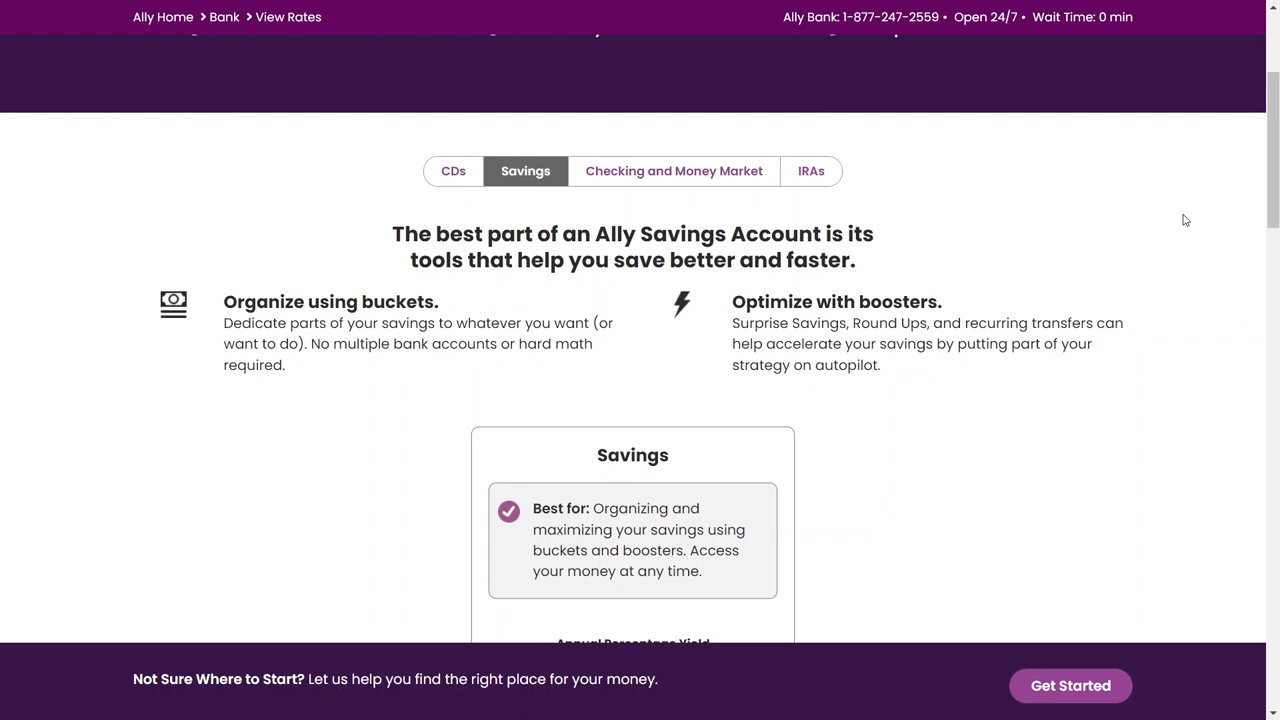 Ally Home > Bank > View Rates
Ally Bank: 1-877-247-2559 • Open 24/7 • Wait Time: 0 min
CDs
Savings
Checking and Money Market
IRAs
The best part of an Ally Savings Account is its
tools that help you save better and faster.
Organize using buckets.
Dedicate parts of your savings to whatever you want (or
want to do). No multiple bank accounts or hard math
required.
Optimize with boosters.
Surprise Savings, Round Ups, and recurring transfers can
help accelerate your savings by putting part of your
strategy on autopilot.
Savings
Best for: Organizing and
maximizing your savings using
buckets and boosters. Access
your money at any time.
Annual Percentage Yield
Not Sure Where to Start? Let us help you find the right place for your money.
Get Started